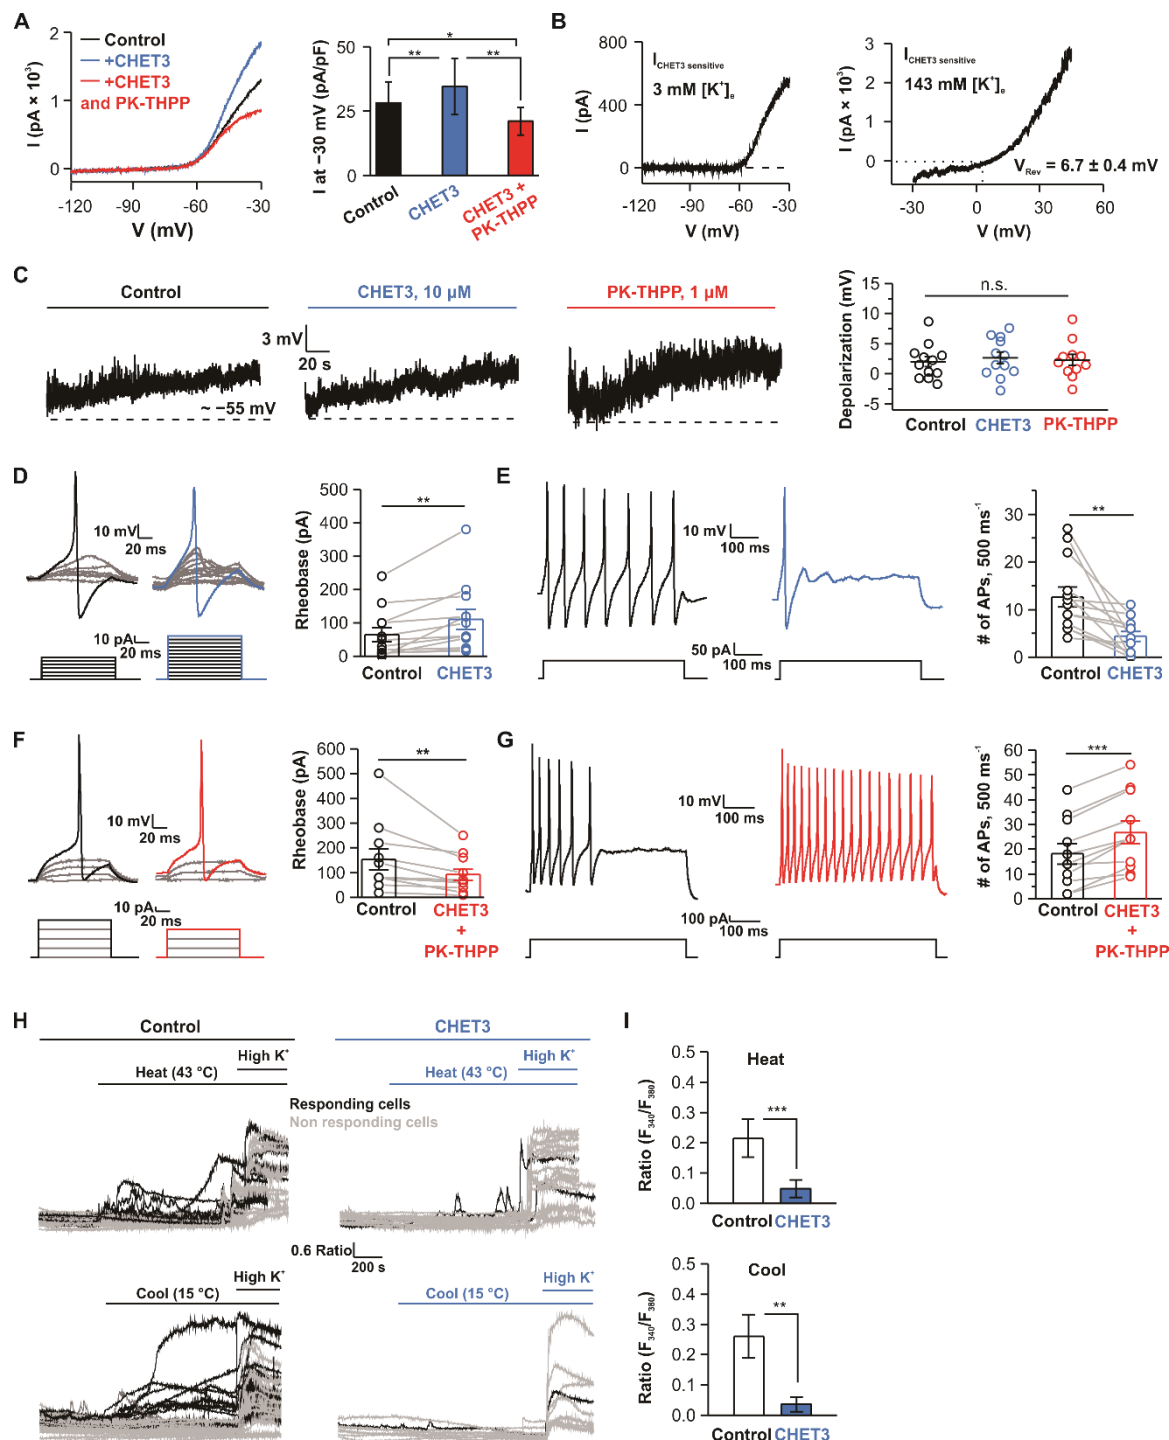 A
I (pA × 10³)
2
1
0
Control
+CHET3
+CHET3
and PK-THPP
-120
-90
-60
-30
V (mV)
I at −30 mV (pA/pF)
50
25
0
*
**
**
Control
CHET3
CHET3 +
PK-THPP
B
I (pA)
800
400
0
I CHET3 sensitive
3 mM [K⁺]e
-120
-90
-60
-30
V (mV)
I (pA × 10³)
3
2
1
0
I CHET3 sensitive
143 mM [K⁺]e
V Rev = 6.7 ± 0.4 mV
-30
0
30
60
V (mV)
C
Control
CHET3, 10 µM
PK-THPP, 1 µM
3 mV
20 s
~ −55 mV
Depolarization (mV)
15
10
5
0
-5
n.s.
Control
CHET3
PK-THPP
D
10 mV
20 ms
10 pA
20 ms
Rheobase (pA)
500
400
300
200
100
0
**
Control
CHET3
E
10 mV
100 ms
50 pA
100 ms
# of APs, 500 ms⁻¹
30
20
10
0
**
Control
CHET3
F
10 mV
20 ms
10 pA
20 ms
Rheobase (pA)
600
500
400
300
200
100
0
**
Control
CHET3
+
PK-THPP
G
10 mV
100 ms
100 pA
100 ms
# of APs, 500 ms⁻¹
60
50
40
30
20
10
0
***
Control
CHET3
+
PK-THPP
H
Control
High K⁺
Heat (43 °C)
CHET3
High K⁺
Heat (43 °C)
Responding cells
Non responding cells
0.6 Ratio
200 s
High K⁺
Cool (15 °C)
High K⁺
Cool (15 °C)
I
Ratio (F340/F380)
0.5
0.4
0.3
0.2
0.1
0.0
Heat
***
Control
CHET3
Ratio (F340/F380)
0.5
0.4
0.3
0.2
0.1
0.0
Cool
**
Control
CHET3